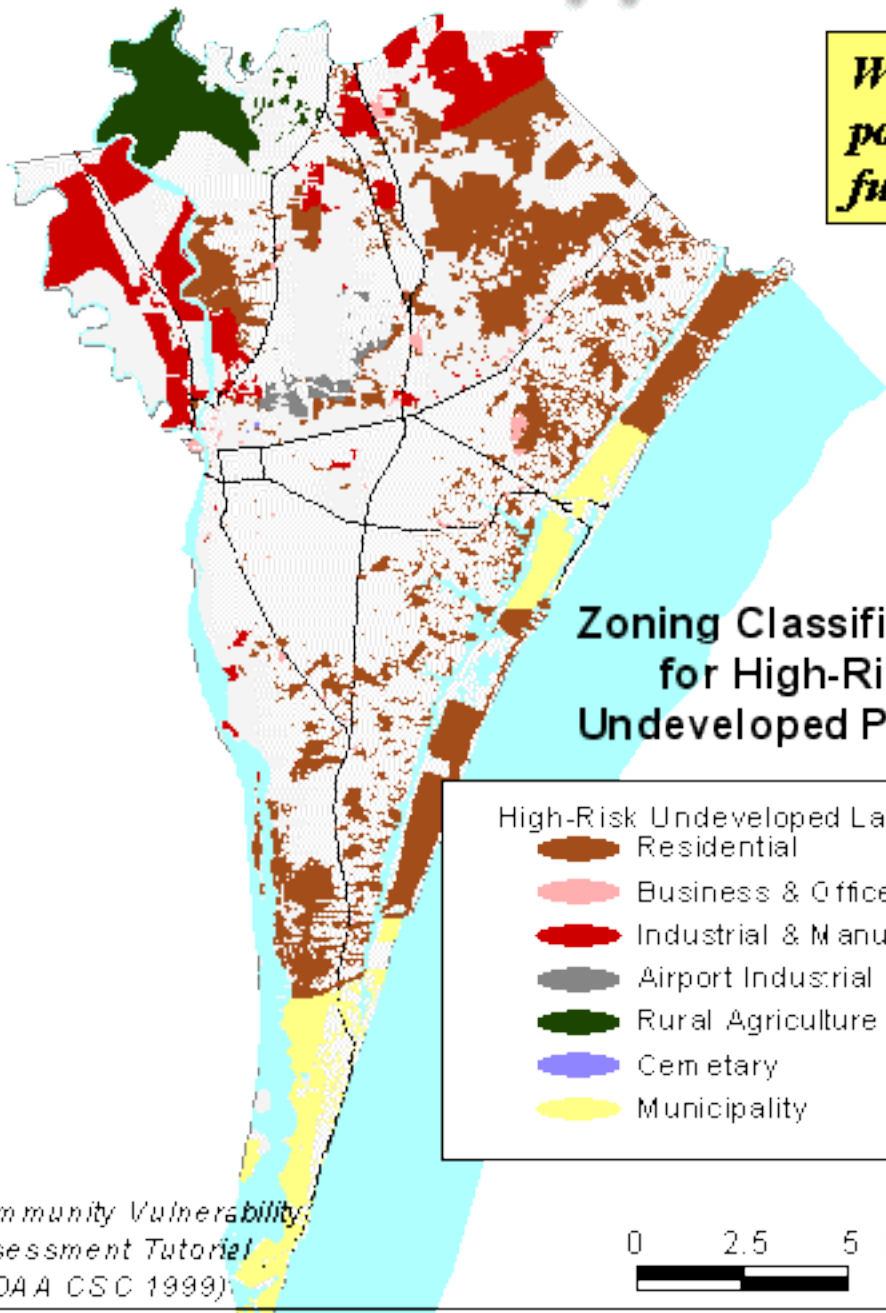 Zoning Classifi
for High-Ri
Undeveloped P
High-Risk Undeveloped La
Residential
Business & Office
Industrial & Manu
Airport Industrial
Rural Agriculture
Cemetary
Municipality
mmunity Vulnerability
sessment Tutorial
OAA CSC 1999)
0 2.5 5